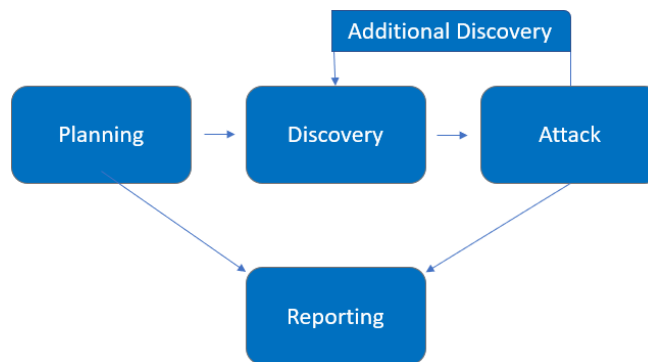 Additional Discovery
Planning
Discovery
Attack
Reporting